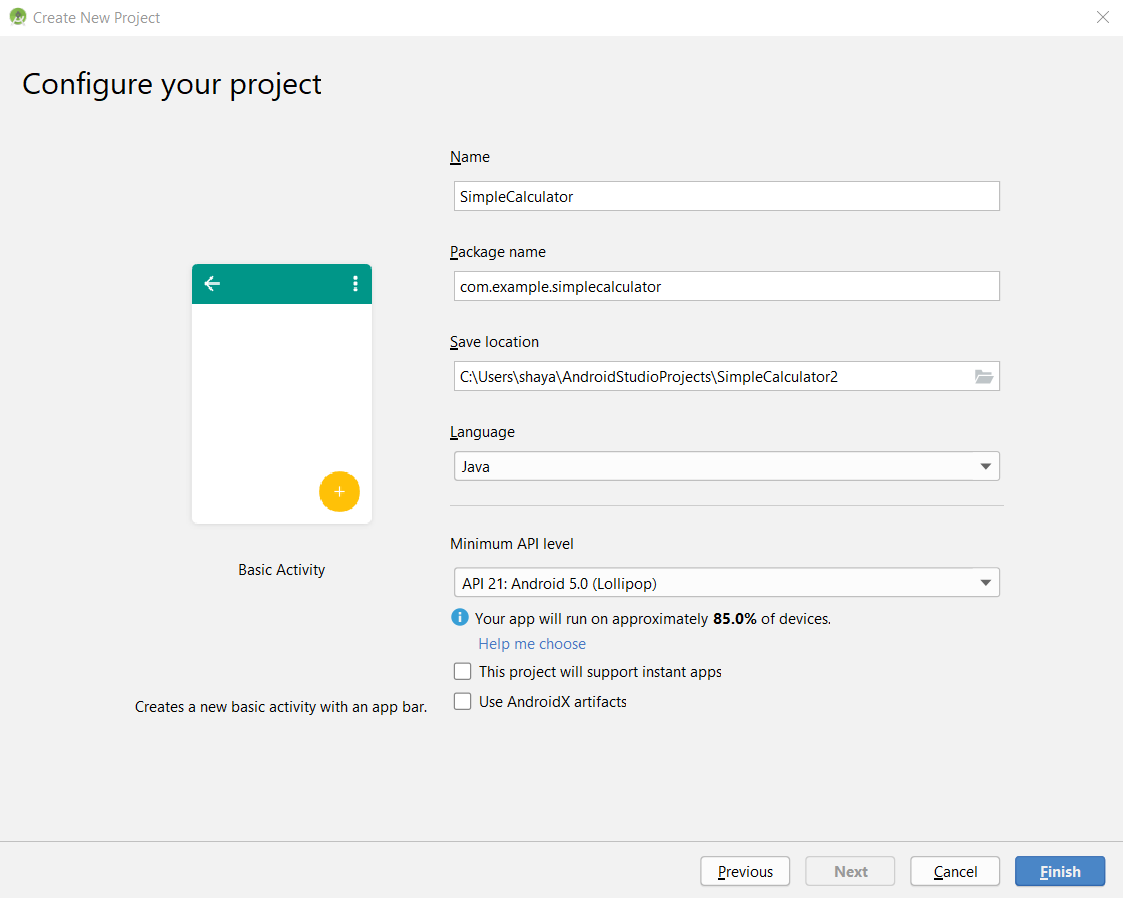 Create New Project
Configure your project
Name
SimpleCalculator
Package name
com.example.simplecalculator
Save location
C:\Users\shaya\AndroidStudioProjects\SimpleCalculator2
Language
Java
Basic Activity
Minimum API level
API 21: Android 5.0 (Lollipop)
Your app will run on approximately 85.0% of devices.
Help me choose
This project will support instant apps
Use AndroidX artifacts
Creates a new basic activity with an app bar.
Previous
Next
Cancel
Finish